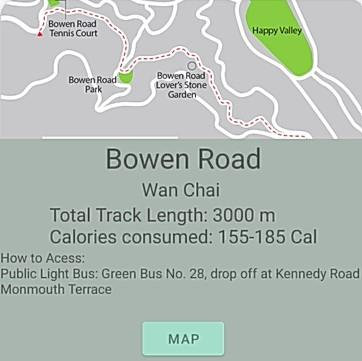 Bowen Road
Tennis Court
Happy Valley
Bowen Road
Park
Bowen Road
Lover's Stone
Garden
Bowen Road
Wan Chai
Total Track Length: 3000 m
Calories consumed: 155-185 Cal
How to Acess:
Public Light Bus: Green Bus No. 28, drop off at Kennedy Road
Monmouth Terrace
MAP